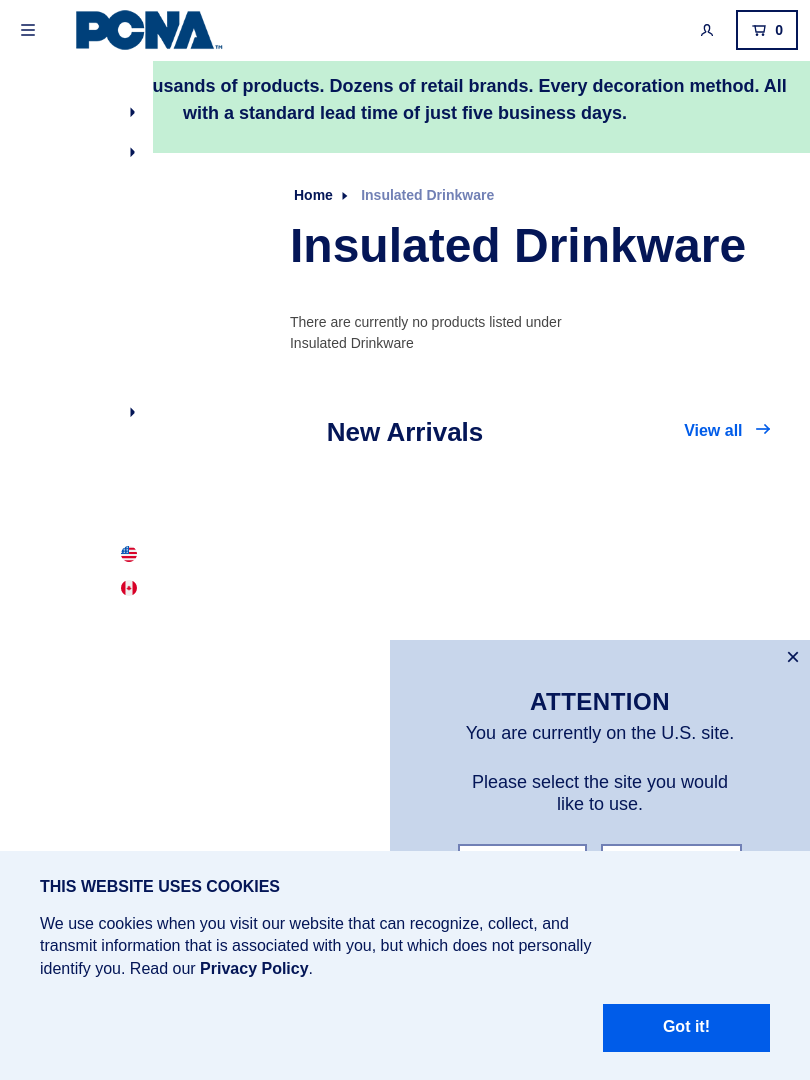 PCNA™
0
usands of products. Dozens of retail brands. Every decoration method. All
with a standard lead time of just five business days.
Home
Insulated Drinkware
Insulated Drinkware
There are currently no products listed under
Insulated Drinkware
New Arrivals
View all
ATTENTION
You are currently on the U.S. site.
Please select the site you would
like to use.
THIS WEBSITE USES COOKIES
We use cookies when you visit our website that can recognize, collect, and
transmit information that is associated with you, but which does not personally
identify you. Read our Privacy Policy.
Got it!